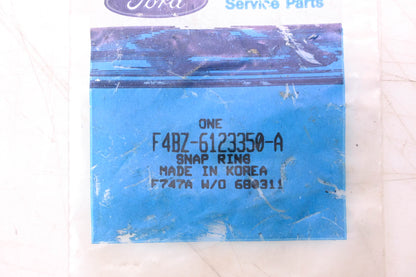 Ford
Service Parts
ONE
F4BZ-6123350-A
SNAP RING
MADE IN KOREA
F747A W/O 680311